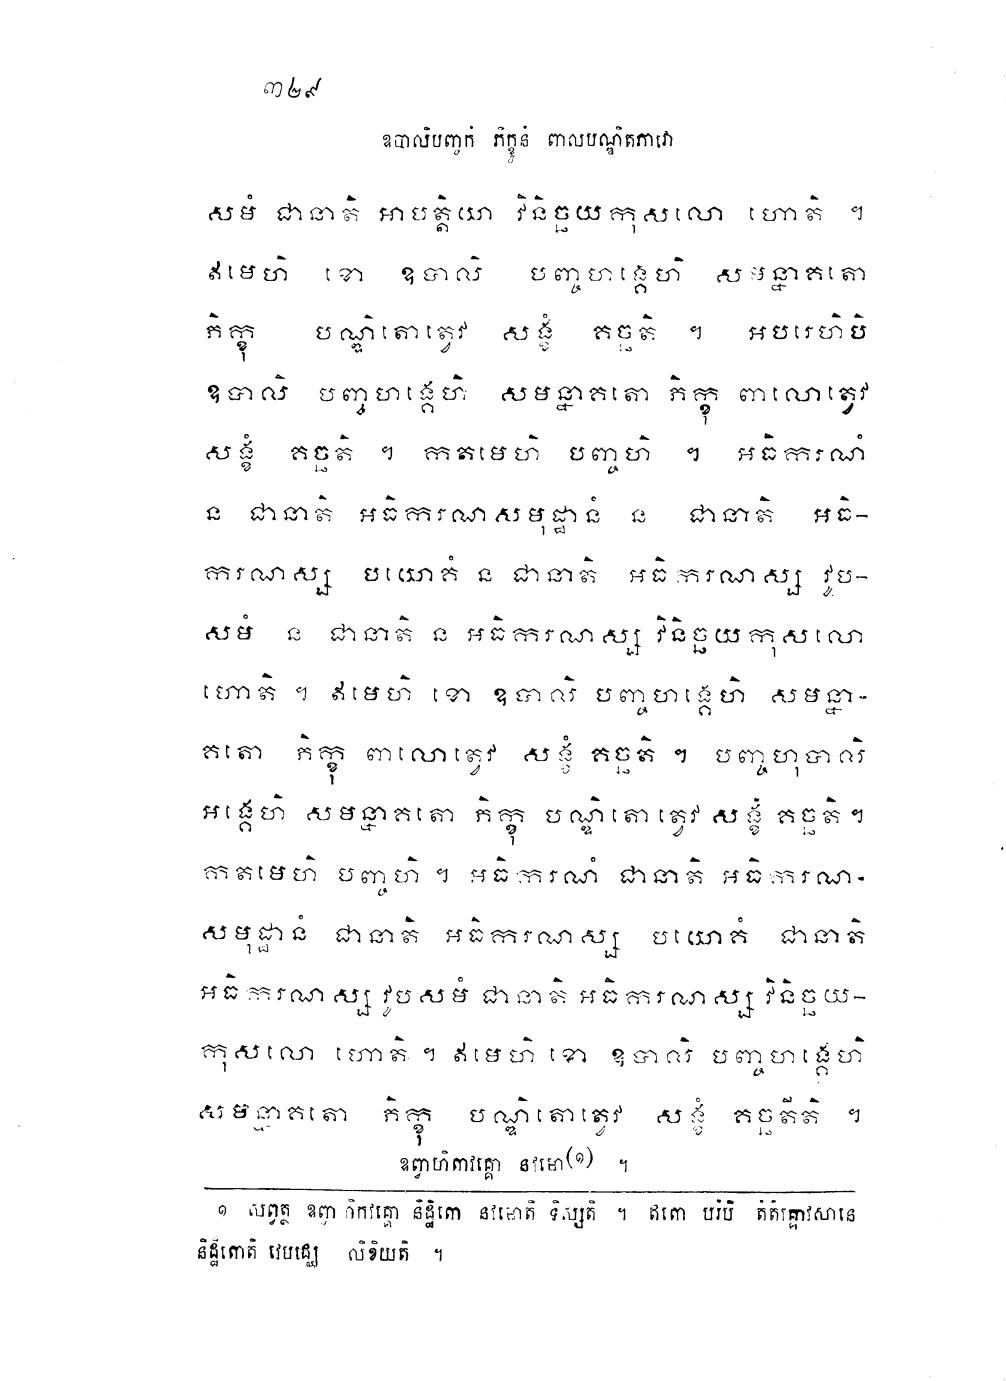 ៣២៩
ឧបាលិបញ្ចកំ ភិក្ខូនំ ពាលបណ្ឌិតភាវោ
សមំ ជានាតិ អាបត្តិយោ វិនិច្ឆយកុសលោ ហោតិ ។
ឥមេហិ ខោ ឧបាលិ បញ្ចហង្គេហិ សមន្នាគតោ
ភិក្ខុ បណ្ឌិតោត្វេវ សង្ខំ គច្ឆតិ ។ អបរេហិបិ
ឧបាលិ បញ្ចហង្គេហិ សមន្នាគតោ ភិក្ខុ ពាលោត្វេវ
សង្ខំ គច្ឆតិ ។ កតមេហិ បញ្ចហិ ។ អធិករណំ
ន ជានាតិ អធិករណសមុដ្ឋានំ ន ជានាតិ អធិ-
ករណស្ស បយោគំ ន ជានាតិ អធិករណស្ស វូប-
សមំ ន ជានាតិ ន អធិករណស្ស វិនិច្ឆយកុសលោ
ហោតិ ។ ឥមេហិ ខោ ឧបាលិ បញ្ចហង្គេហិ សមន្នា-
គតោ ភិក្ខុ ពាលោត្វេវ សង្ខំ គច្ឆតិ ។ បញ្ចហុបាលិ
អង្គេហិ សមន្នាគតោ ភិក្ខុ បណ្ឌិតោត្វេវ សង្ខំ គច្ឆតិ ។
កតមេហិ បញ្ចហិ ។ អធិករណំ ជានាតិ អធិករណ-
សមុដ្ឋានំ ជានាតិ អធិករណស្ស បយោគំ ជានាតិ
អធិករណស្ស វូបសមំ ជានាតិ អធិករណស្ស វិនិច្ឆយ-
កុសលោ ហោតិ ។ ឥមេហិ ខោ ឧបាលិ បញ្ចហង្គេហិ
សមន្នាគតោ ភិក្ខុ បណ្ឌិតោត្វេវ សង្ខំ គច្ឆតីតិ ។
ឧព្វាហិកវគ្គោ នវមោ(១) ។
១ សព្វត្ថ ឧព្វាហិកវគ្គោ និដ្ឋិតោ នវមោតិ ទិស្សតិ ។ ឥតោ បរំបិ តំតំវគ្គាវសានេ
និដ្ឋិតោតិ លិខិយតិ ។